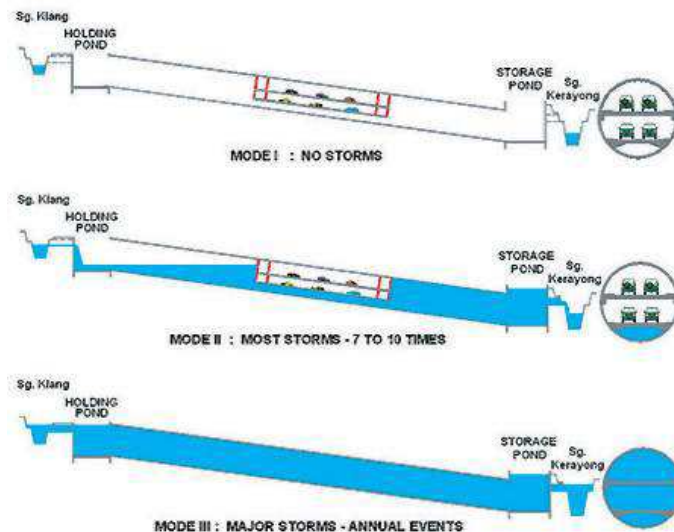 Sg. Klang
HOLDING
POND
STORAGE
POND
Sg.
Kerayong
MODE I : NO STORMS
Sg. Klang
HOLDING
POND
STORAGE
POND
Sg.
Kerayong
MODE II : MOST STORMS - 7 TO 10 TIMES
Sg. Klang
HOLDING
POND
STORAGE
POND
Sg.
Kerayong
MODE III : MAJOR STORMS - ANNUAL EVENTS